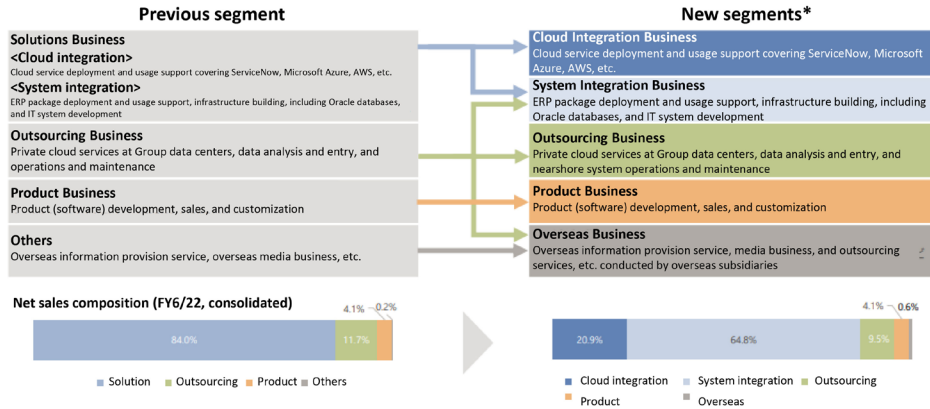 Previous segment
New segments*
Solutions Business
<Cloud integration>
Cloud service deployment and usage support covering ServiceNow, Microsoft Azure, AWS, etc.
<System integration>
ERP package deployment and usage support, infrastructure building, including Oracle databases,
and IT system development
Outsourcing Business
Private cloud services at Group data centers, data analysis and entry, and
operations and maintenance
Product Business
Product (software) development, sales, and customization
Others
Overseas information provision service, overseas media business, etc.
Cloud Integration Business
Cloud service deployment and usage support covering ServiceNow, Microsoft
Azure, AWS, etc.
System Integration Business
ERP package deployment and usage support, infrastructure building, including
Oracle databases, and IT system development
Outsourcing Business
Private cloud services at Group data centers, data analysis and entry, and
nearshore system operations and maintenance
Product Business
Product (software) development, sales, and customization
Overseas Business
Overseas information provision service, media business, and outsourcing
services, etc. conducted by overseas subsidiaries
Net sales composition (FY6/22, consolidated)
4.1% 0.2%
84.0% 11.7%
Solution Outsourcing Product Others
4.1% 0.6%
20.9% 64.8% 9.5%
Cloud integration System integration Outsourcing
Product Overseas